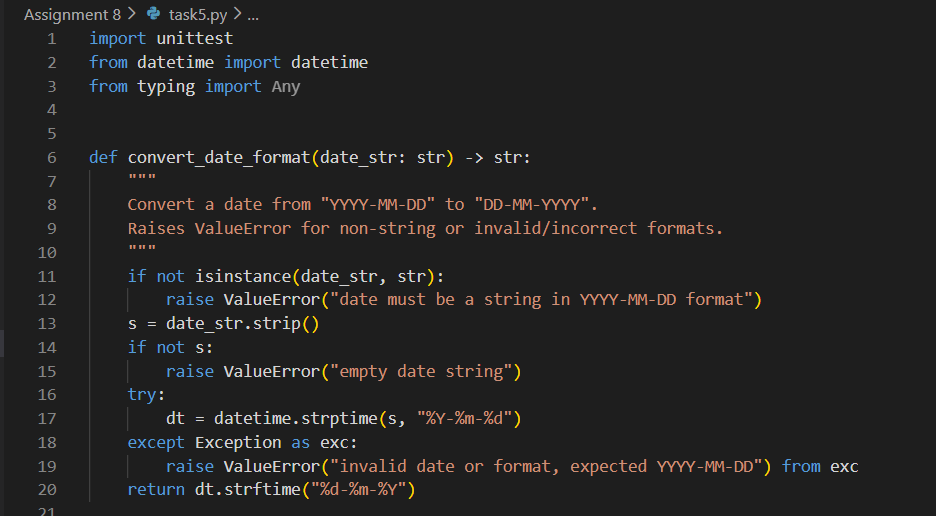 Assignment 8 > task5.py > ...
1 import unittest
2 from datetime import datetime
3 from typing import Any
4
5
6 def convert_date_format(date_str: str) -> str:
7     """
8     Convert a date from "YYYY-MM-DD" to "DD-MM-YYYY".
9     Raises ValueError for non-string or invalid/incorrect formats.
10     """
11     if not isinstance(date_str, str):
12         raise ValueError("date must be a string in YYYY-MM-DD format")
13     s = date_str.strip()
14     if not s:
15         raise ValueError("empty date string")
16     try:
17         dt = datetime.strptime(s, "%Y-%m-%d")
18     except Exception as exc:
19         raise ValueError("invalid date or format, expected YYYY-MM-DD") from exc
20     return dt.strftime("%d-%m-%Y")
21